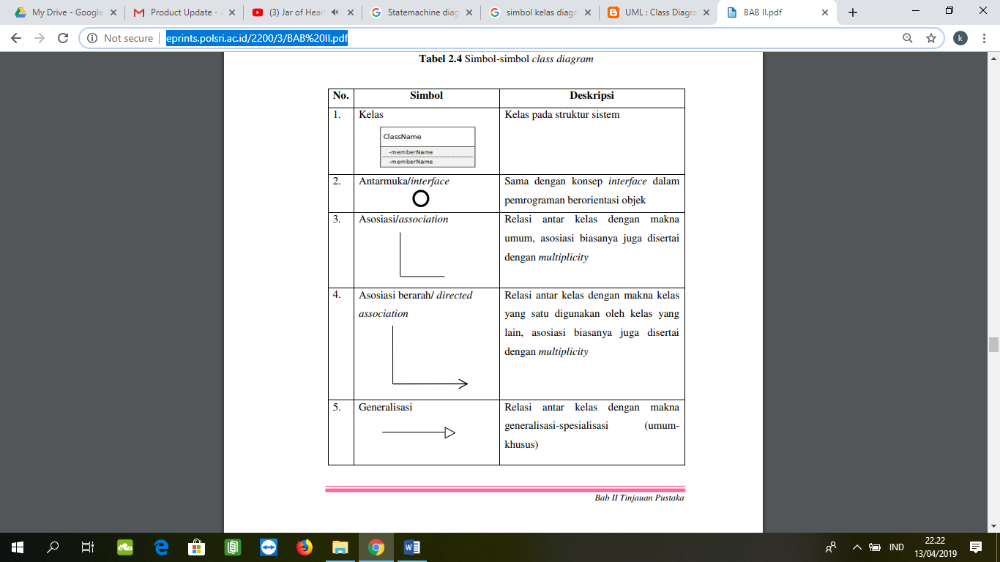 My Drive - Google
Product Update - 
(3) Jar of Hear
Statemachine diag
simbol kelas diagr
UML : Class Diagra
BAB II.pdf
Not secure
eprints.polsri.ac.id/2200/3/BAB%20II.pdf
k
Tabel 2.4 Simbol-simbol class diagram
No. Simbol Deskripsi
1. Kelas Kelas pada struktur sistem
ClassName
-memberName
-memberName
2. Antarmuka/interface Sama dengan konsep interface dalam
pemrograman berorientasi objek
3. Asosiasi/association Relasi antar kelas dengan makna
umum, asosiasi biasanya juga disertai
dengan multiplicity
4. Asosiasi berarah/ directed Relasi antar kelas dengan makna kelas
association yang satu digunakan oleh kelas yang
lain, asosiasi biasanya juga disertai
dengan multiplicity
5. Generalisasi Relasi antar kelas dengan makna
generalisasi-spesialisasi (umum-
khusus)
Bab II Tinjauan Pustaka
IND
22.22
13/04/2019